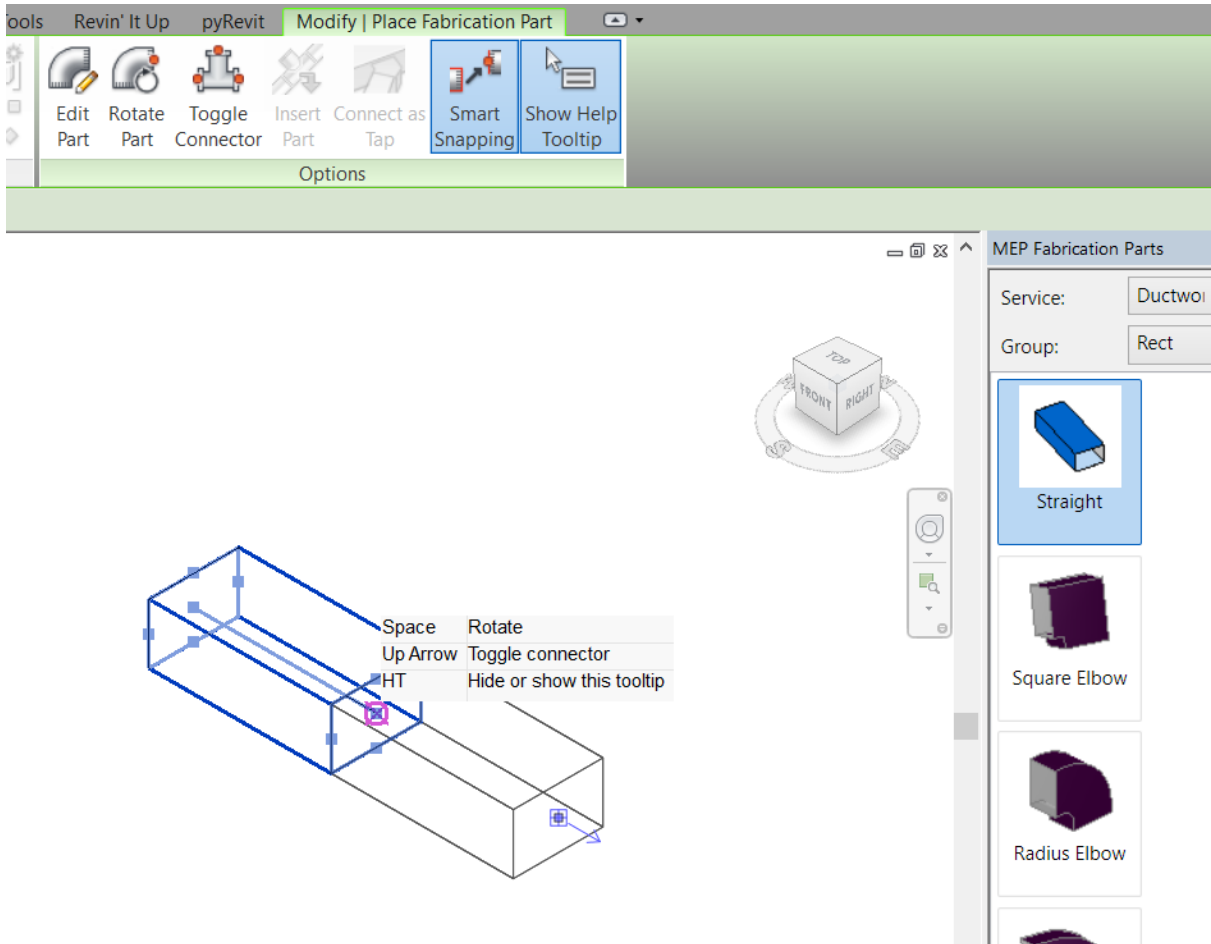 ools Revin' It Up pyRevit Modify | Place Fabrication Part
Edit Part
Rotate Part
Toggle Connector
Insert Part
Connect as Tap
Smart Snapping
Show Help Tooltip
Options
MEP Fabrication Parts
Service: Ductwor
Group: Rect
TOP
FRONT
RIGHT
S
E
Straight
Space Rotate
Up Arrow Toggle connector
HT Hide or show this tooltip
Square Elbow
Radius Elbow